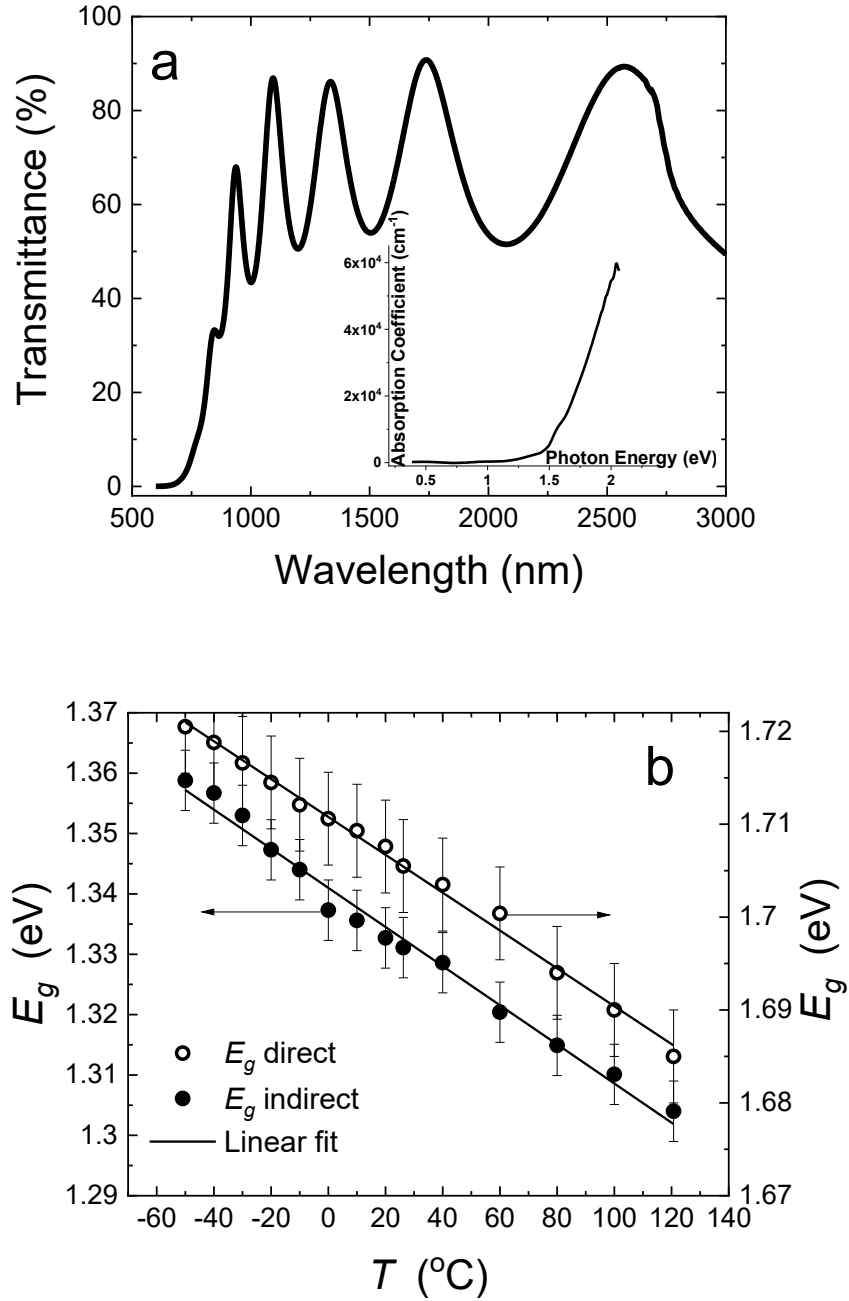 a
Transmittance (%)
100
80
60
40
20
0
500 1000 1500 2000 2500 3000
Wavelength (nm)
Absorption Coefficient (cm⁻¹)
6x10⁴
4x10⁴
2x10⁴
0
0.5 1 1.5 2
Photon Energy (eV)
b
E_g (eV)
1.37
1.36
1.35
1.34
1.33
1.32
1.31
1.3
1.29
E_g (eV)
1.72
1.71
1.7
1.69
1.68
1.67
E_g direct
E_g indirect
Linear fit
-60 -40 -20 0 20 40 60 80 100 120 140
T (°C)